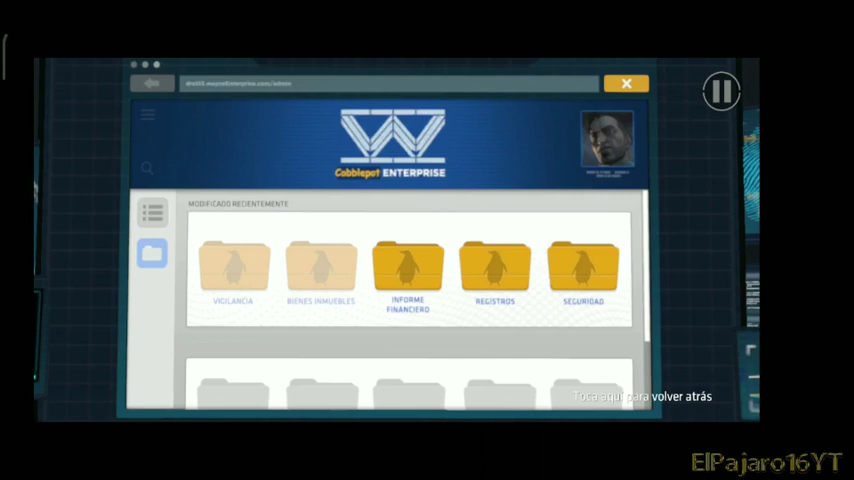 Cobblepot ENTERPRISE
MODIFICADO RECIENTEMENTE
VIGILANCIA
BIENES INMUEBLES
INFORME
FINANCIERO
REGISTROS
SEGURIDAD
Toca aquí para volver atrás
ElPajaro16YT